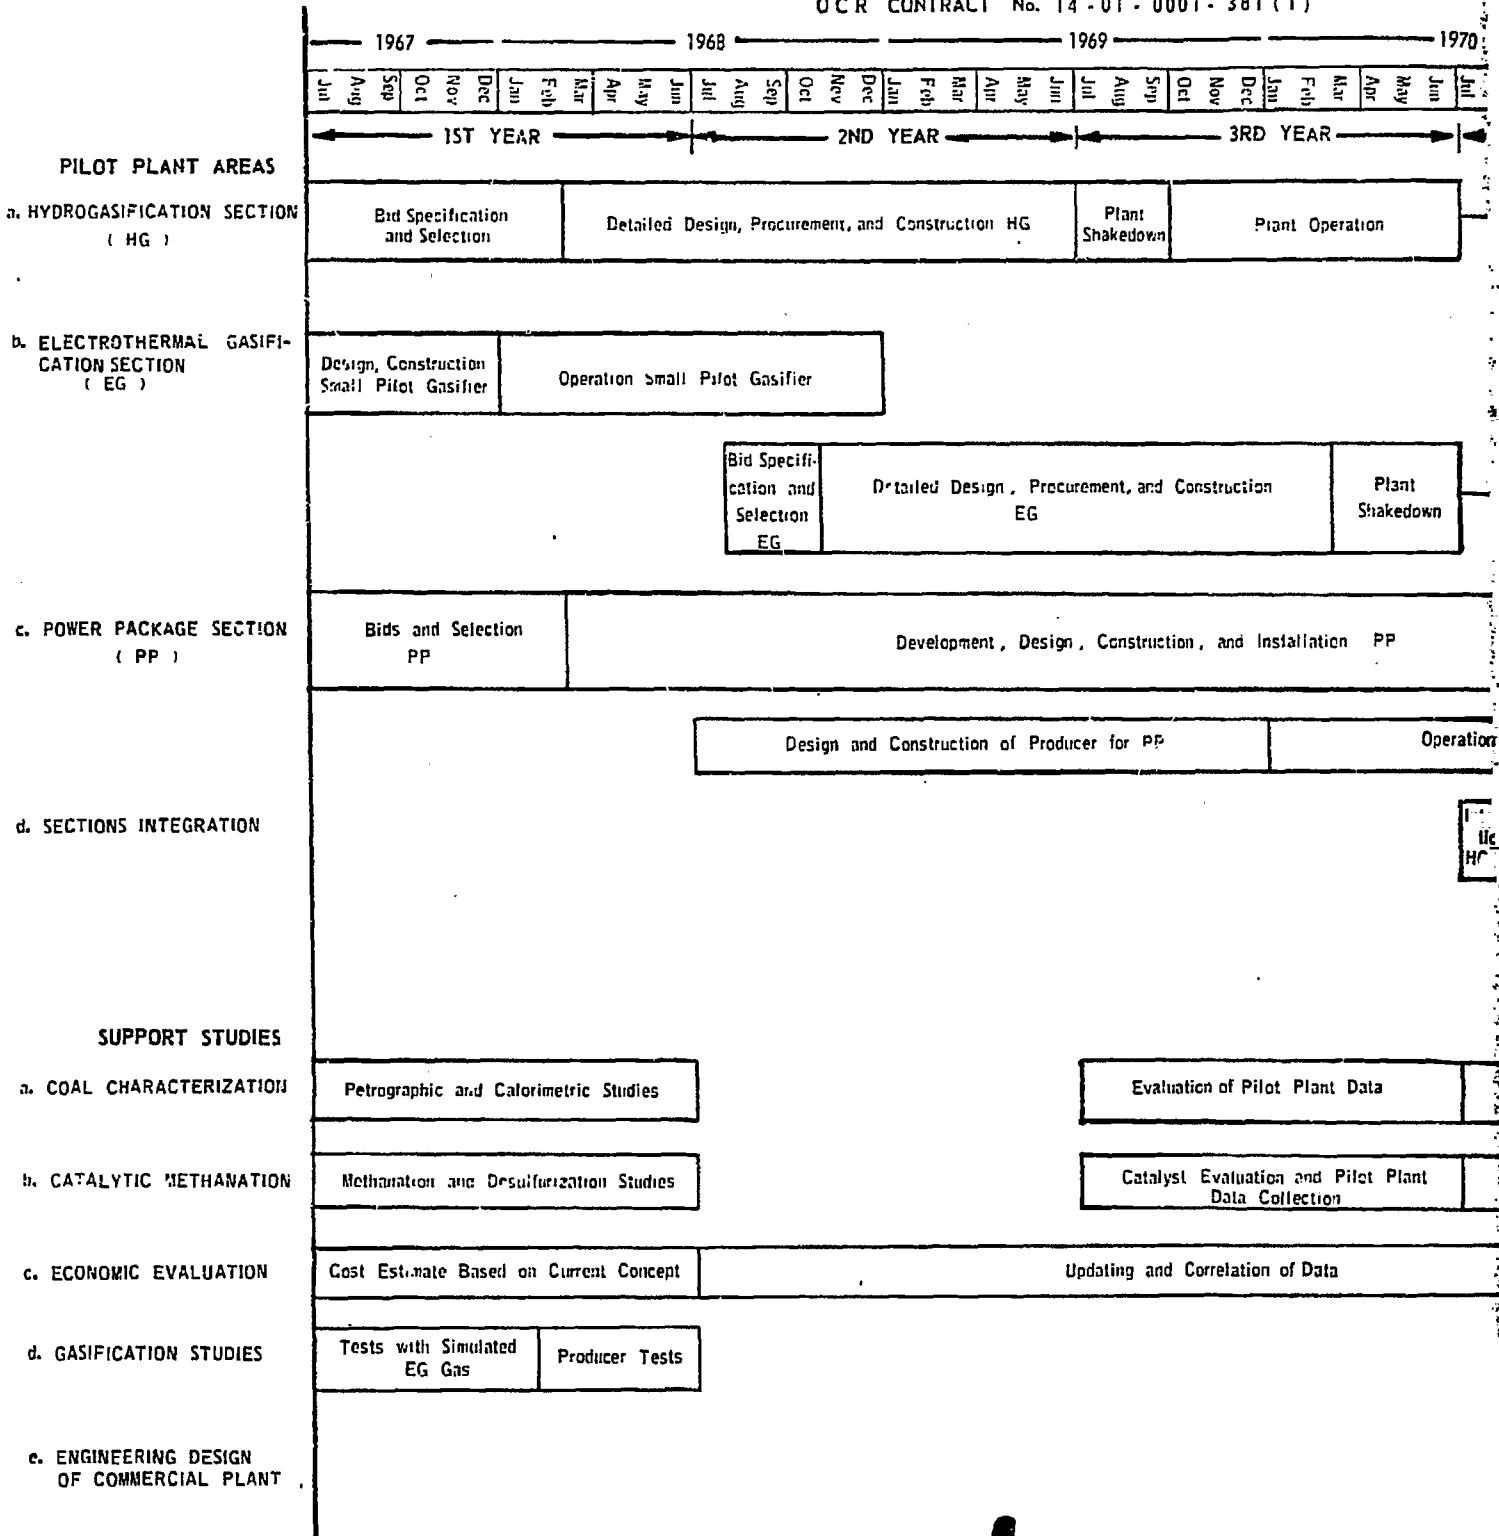 OCR CONTRACT No. 14-01-0001-381(1)
1967 1968 1969 1970
Jul Aug Sep Oct Nov Dec Jan Feb Mar Apr May Jun Jul Aug Sep Oct Nov Dec Jan Feb Mar Apr May Jun Jul Aug Sep Oct Nov Dec Jan Feb Mar Apr May Jun Jul
1ST YEAR 2ND YEAR 3RD YEAR
PILOT PLANT AREAS
a. HYDROGASIFICATION SECTION
( HG )
Bid Specification
and Selection
Detailed Design, Procurement, and Construction HG
Plant
Shakedown
Plant Operation
b. ELECTROTHERMAL GASIFI-
CATION SECTION
( EG )
Design, Construction
Small Pilot Gasifier
Operation Small Pilot Gasifier
Bid Specifi-
cation and
Selection
EG
Detailed Design, Procurement, and Construction
EG
Plant
Shakedown
c. POWER PACKAGE SECTION
( PP )
Bids and Selection
PP
Development, Design, Construction, and Installation PP
Design and Construction of Producer for PP
Operation
d. SECTIONS INTEGRATION
SUPPORT STUDIES
a. COAL CHARACTERIZATION
Petrographic and Calorimetric Studies
Evaluation of Pilot Plant Data
b. CATALYTIC METHANATION
Methanation and Desulfurization Studies
Catalyst Evaluation and Pilot Plant
Data Collection
c. ECONOMIC EVALUATION
Cost Estimate Based on Current Concept
Updating and Correlation of Data
d. GASIFICATION STUDIES
Tests with Simulated
EG Gas
Producer Tests
e. ENGINEERING DESIGN
OF COMMERCIAL PLANT